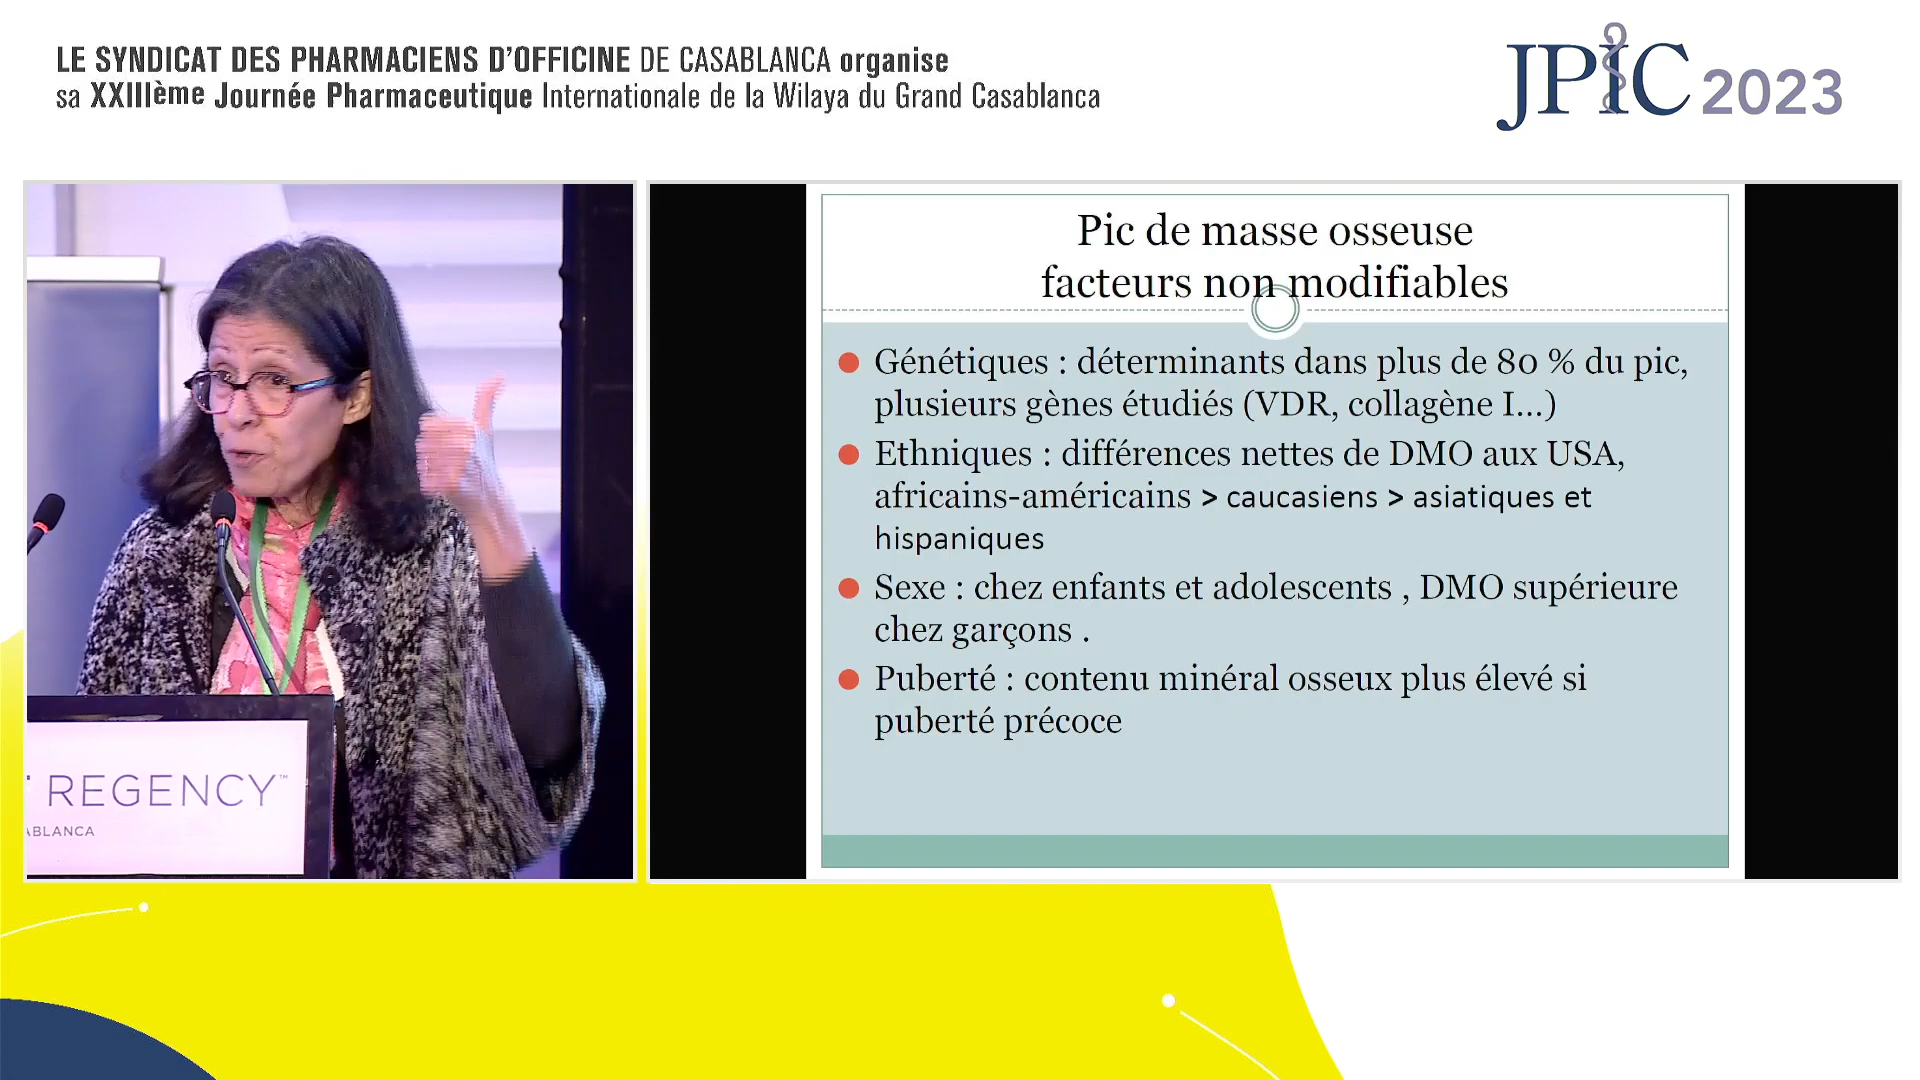 LE SYNDICAT DES PHARMACIENS D'OFFICINE DE CASABLANCA organise
sa XXIIIème Journée Pharmaceutique Internationale de la Wilaya du Grand Casablanca
JPIC 2023
Pic de masse osseuse
facteurs non modifiables
Génétiques : déterminants dans plus de 80 % du pic,
plusieurs gènes étudiés (VDR, collagène I...)
Ethniques : différences nettes de DMO aux USA,
africains-américains > caucasiens > asiatiques et
hispaniques
Sexe : chez enfants et adolescents , DMO supérieure
chez garçons .
Puberté : contenu minéral osseux plus élevé si
puberté précoce
REGENCY™
ABLANCA